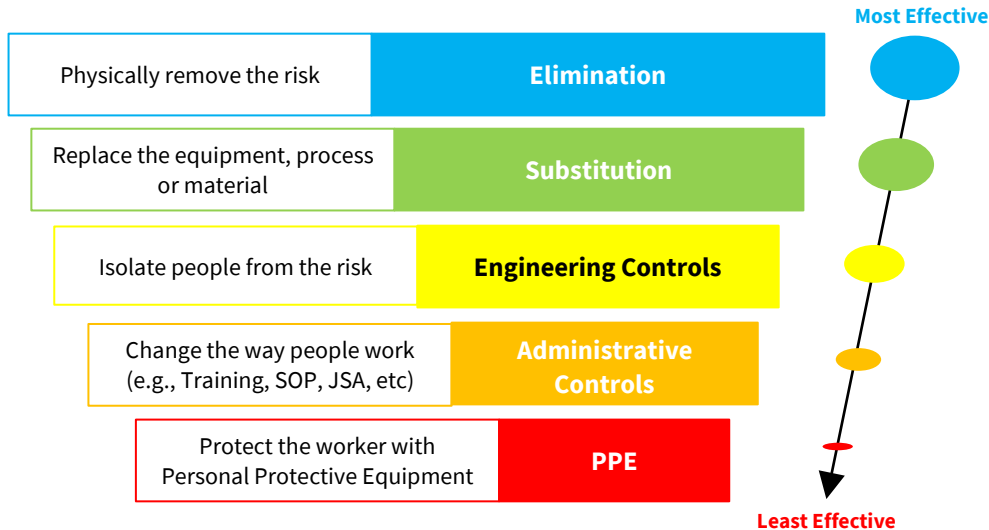 Most Effective
Physically remove the risk
Elimination
Replace the equipment, process
or material
Substitution
Isolate people from the risk
Engineering Controls
Change the way people work
(e.g., Training, SOP, JSA, etc)
Administrative
Controls
Protect the worker with
Personal Protective Equipment
PPE
Least Effective